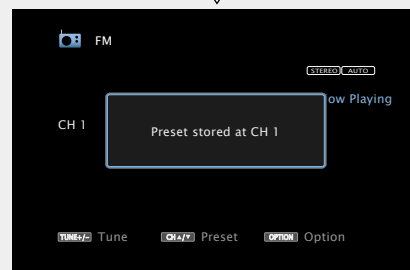 FM
STEREO AUTO
ow Playing
CH 1
Preset stored at CH 1
TUNE+/- Tune CH▲/▼ Preset OPTION Option